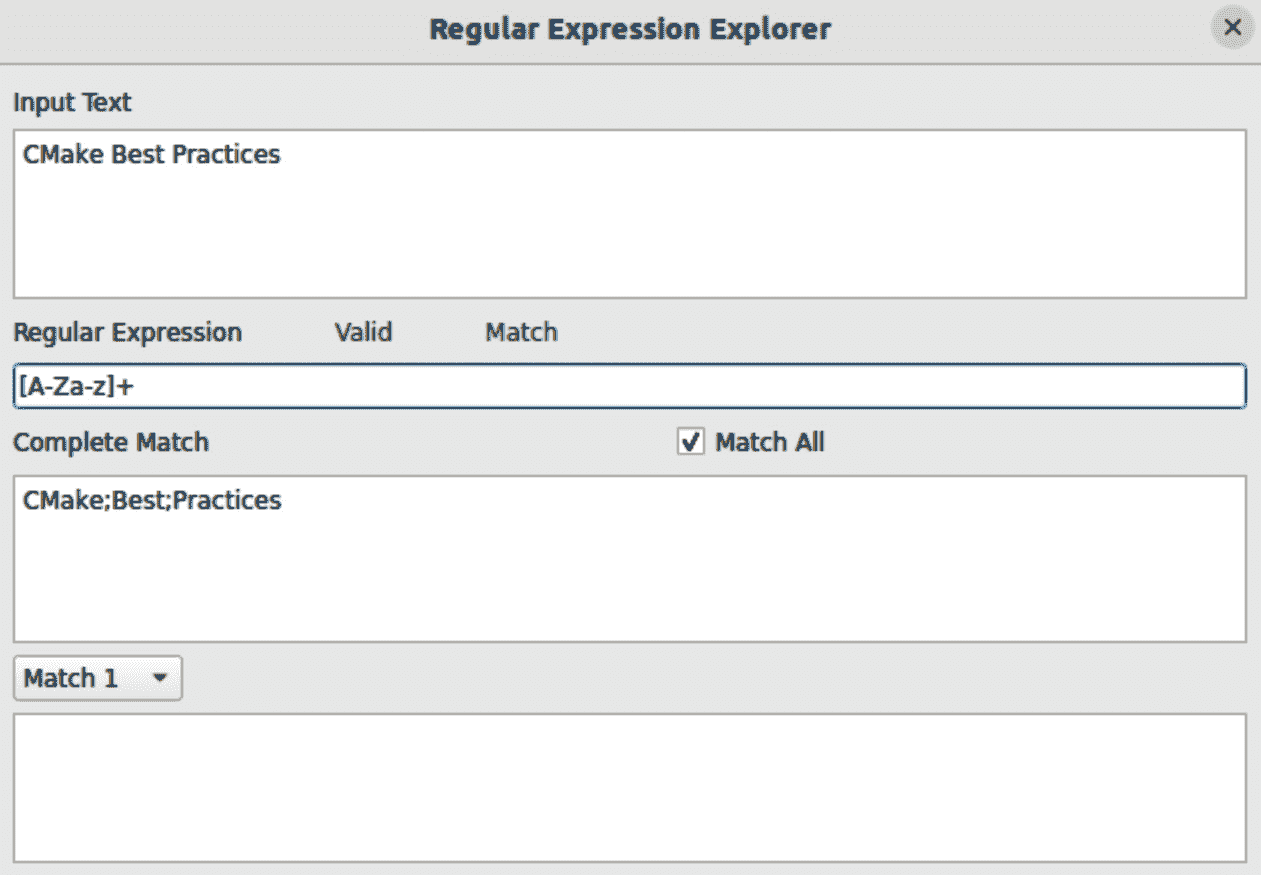 Regular Expression Explorer
Input Text
CMake Best Practices
Regular Expression Valid Match
[A-Za-z]+
Complete Match Match All
CMake;Best;Practices
Match 1